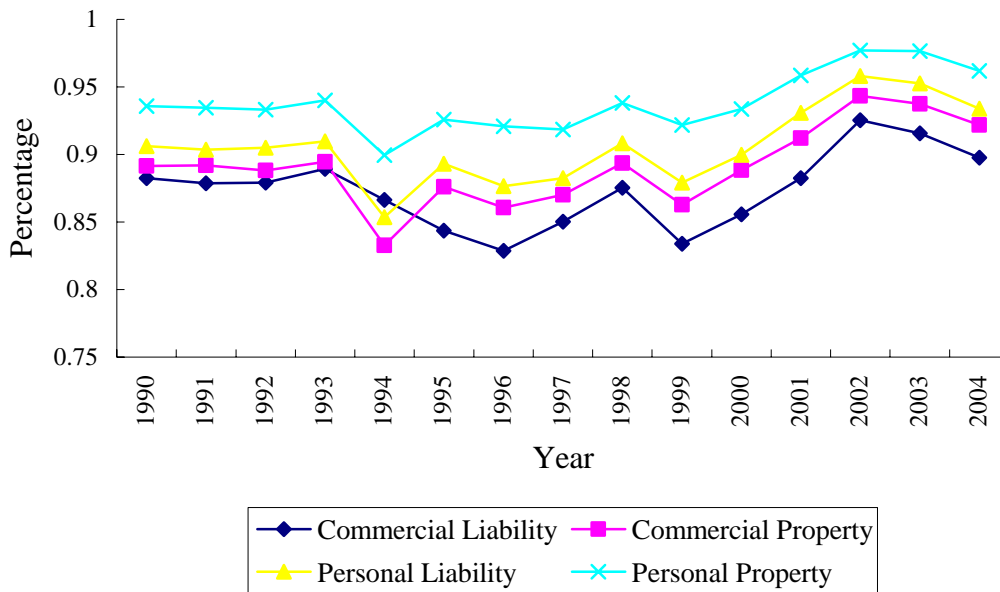 1
0.95
0.9
0.85
0.8
0.75
Percentage
1990 1991 1992 1993 1994 1995 1996 1997 1998 1999 2000 2001 2002 2003 2004
Year
Commercial Liability Commercial Property
Personal Liability Personal Property